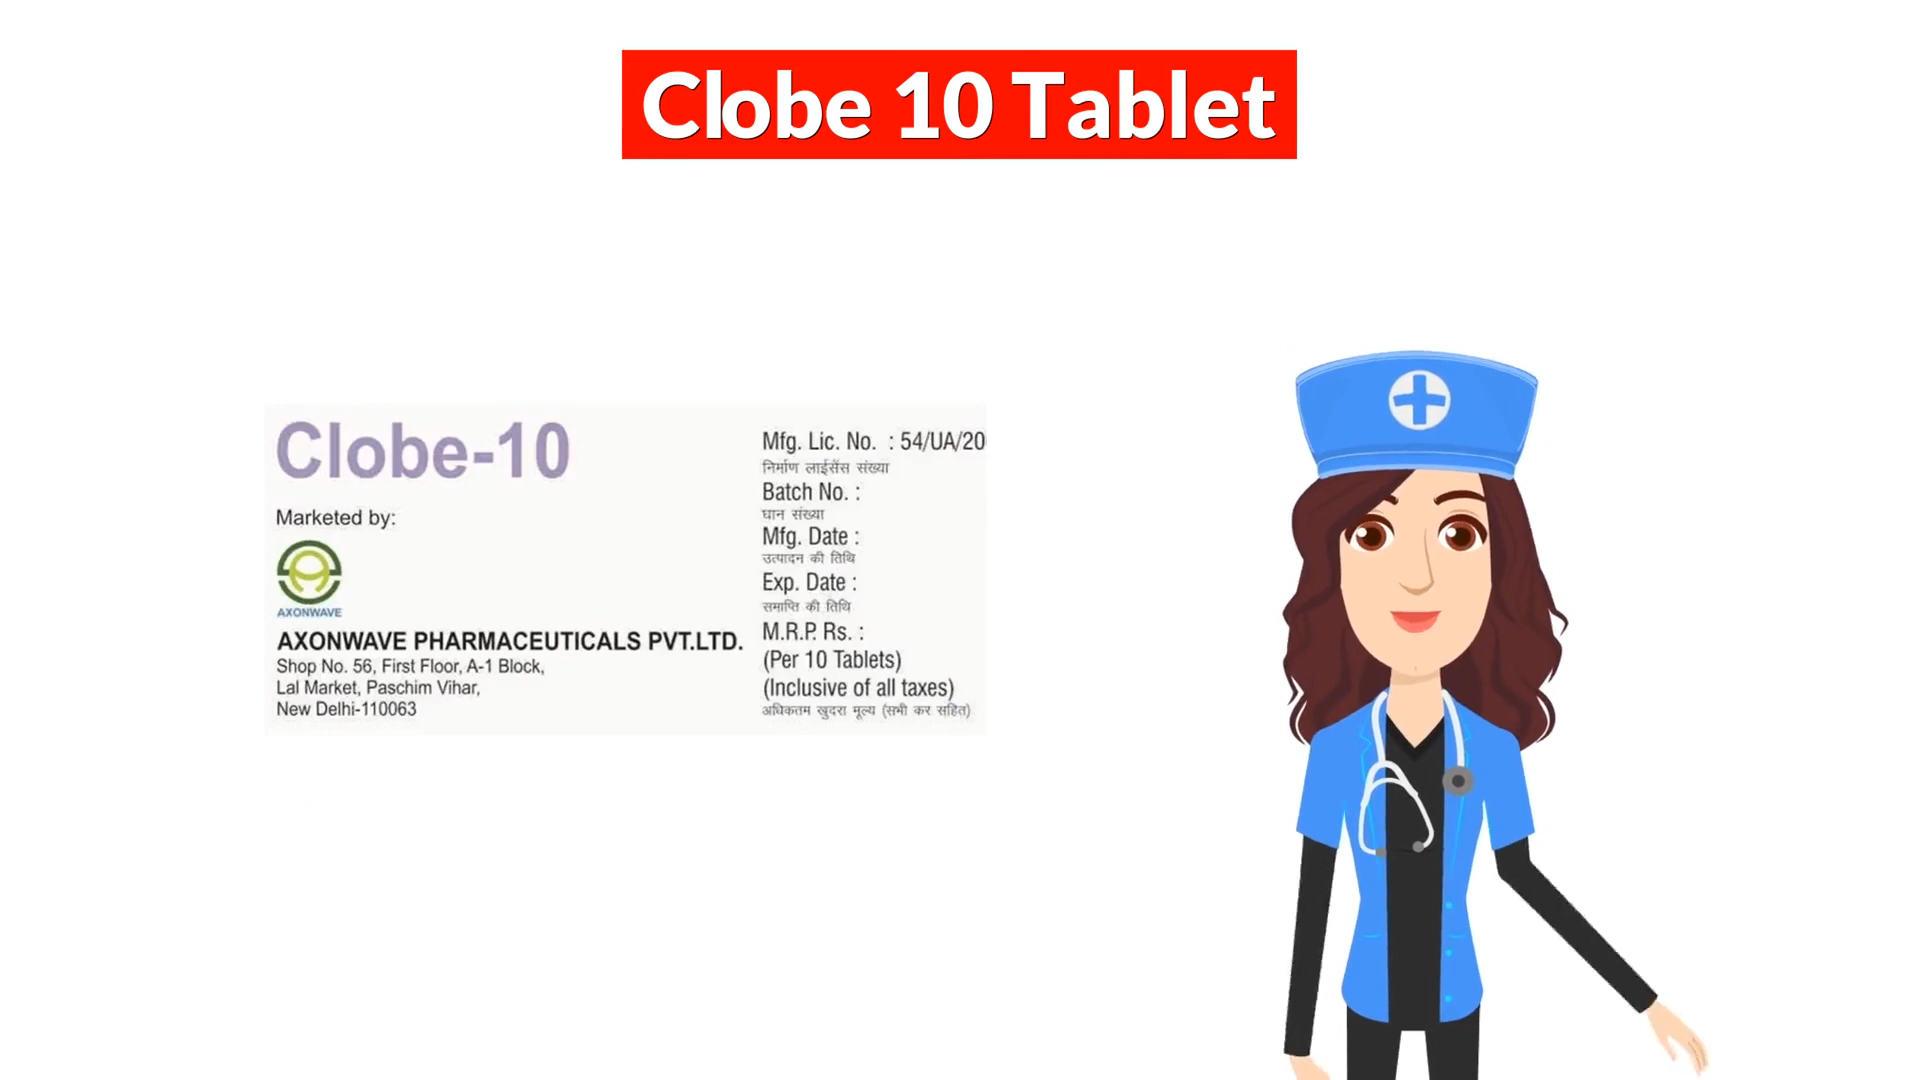 Clobe 10 Tablet
Clobe-10
Marketed by:
AXONWAVE
AXONWAVE PHARMACEUTICALS PVT.LTD.
Shop No. 56, First Floor, A-1 Block,
Lal Market, Paschim Vihar,
New Delhi-110063
Mfg. Lic. No. : 54/UA/20
निर्माण लाईसेंस संख्या
Batch No. :
घान संख्या
Mfg. Date :
उत्पादन की तिथि
Exp. Date :
समाप्ति की तिथि
M.R.P. Rs. :
(Per 10 Tablets)
(Inclusive of all taxes)
अधिकतम खुदरा मूल्य (सभी कर सहित)